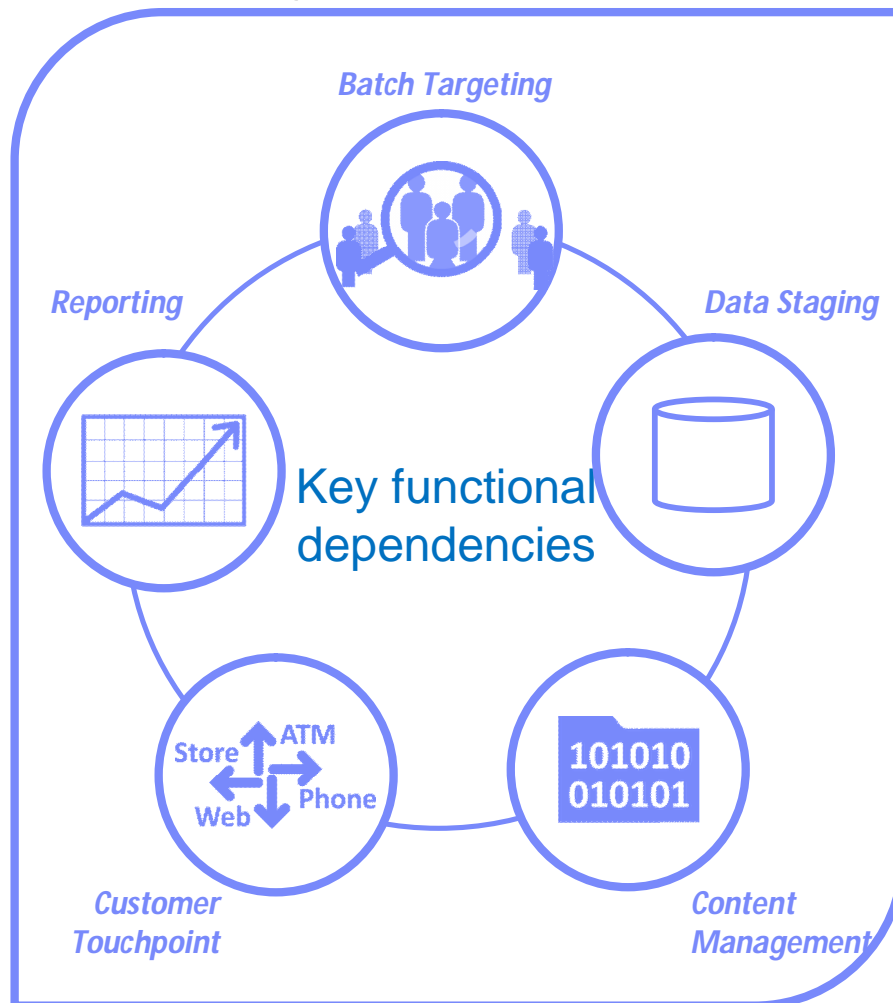 Batch Targeting
Reporting
Data Staging
Key functional
dependencies
Store
ATM
Web
Phone
101010
010101
Customer
Touchpoint
Content
Management